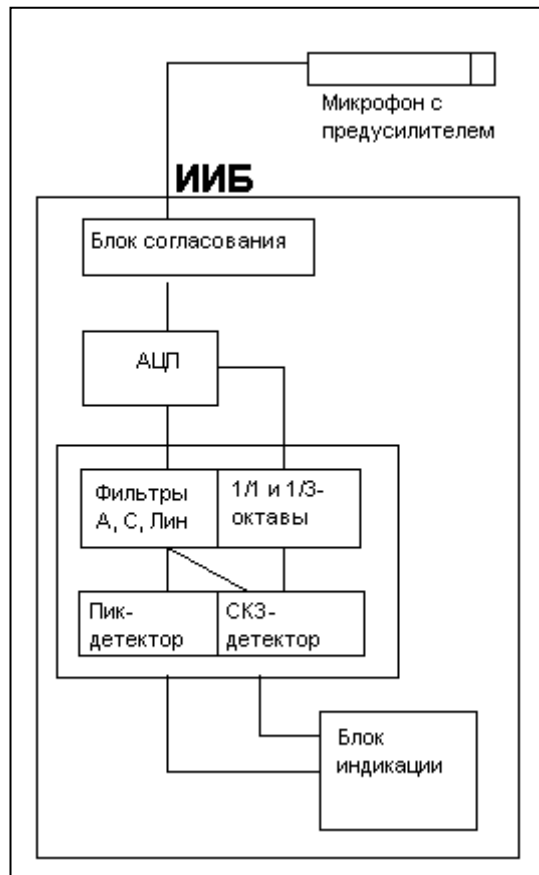 Микрофон с
предусилителем
ИИБ
Блок согласования
АЦП
Фильтры
А, С, Лин
1/1 и 1/3-
октавы
Пик-
детектор
СКЗ-
детектор
Блок
индикации